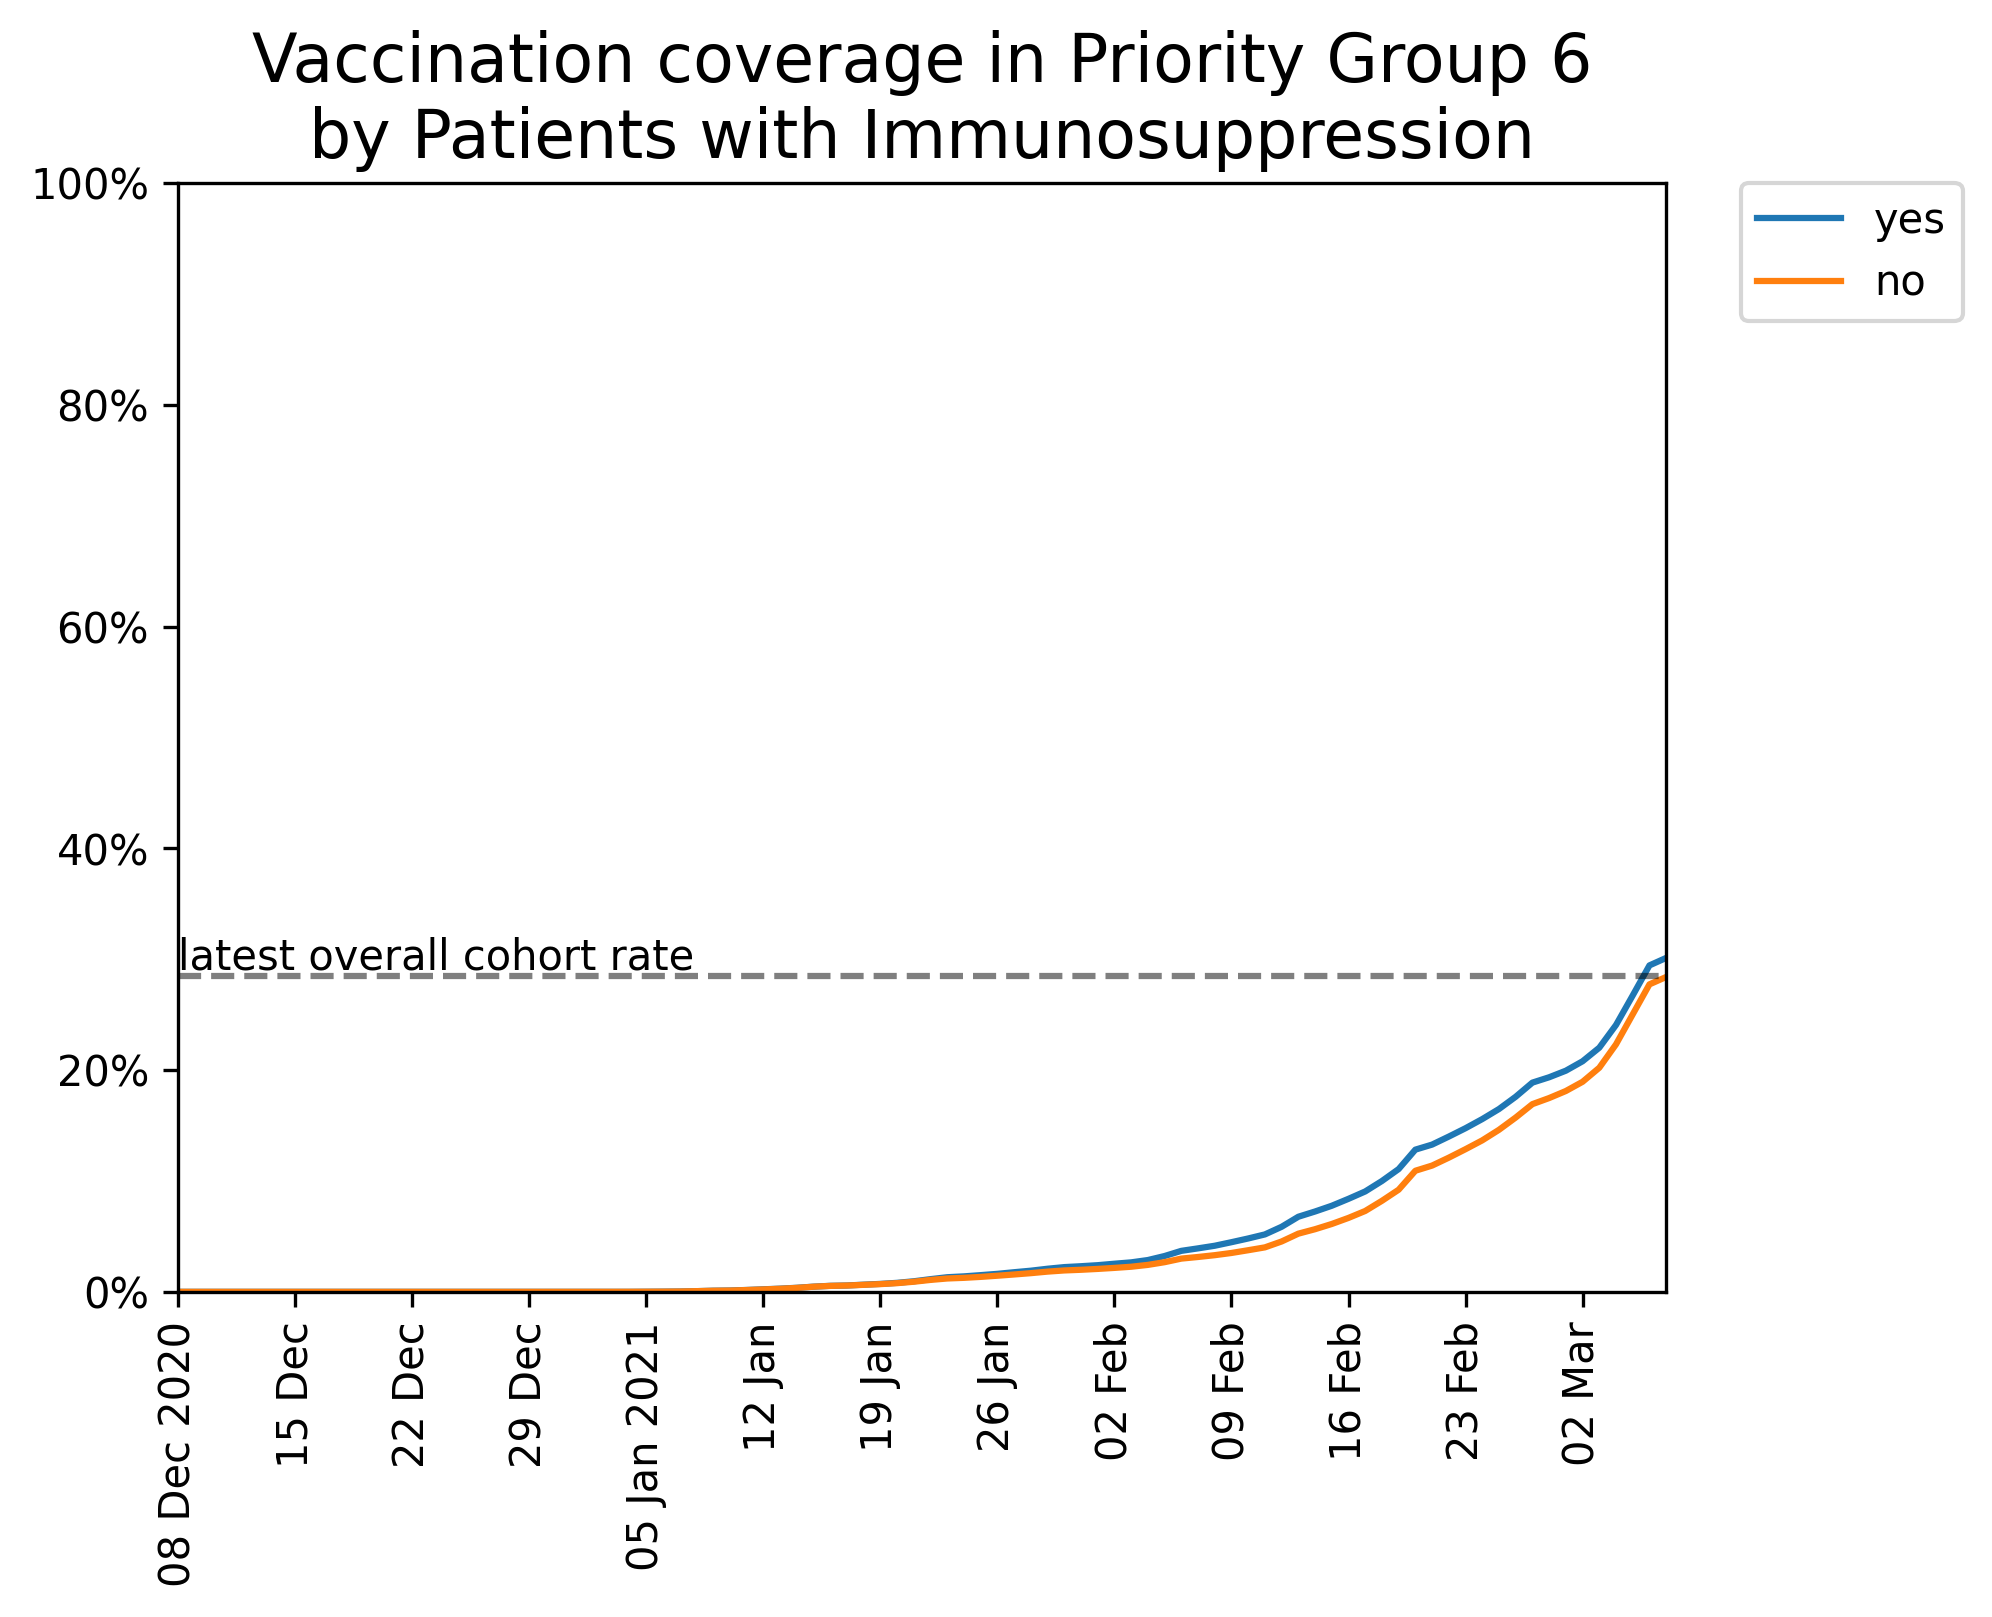 Vaccination coverage in Priority Group 6
by Patients with Immunosuppression
100%
80%
60%
40%
20%
0%
latest overall cohort rate
yes
no
08 Dec 2020
15 Dec
22 Dec
29 Dec
05 Jan 2021
12 Jan
19 Jan
26 Jan
02 Feb
09 Feb
16 Feb
23 Feb
02 Mar